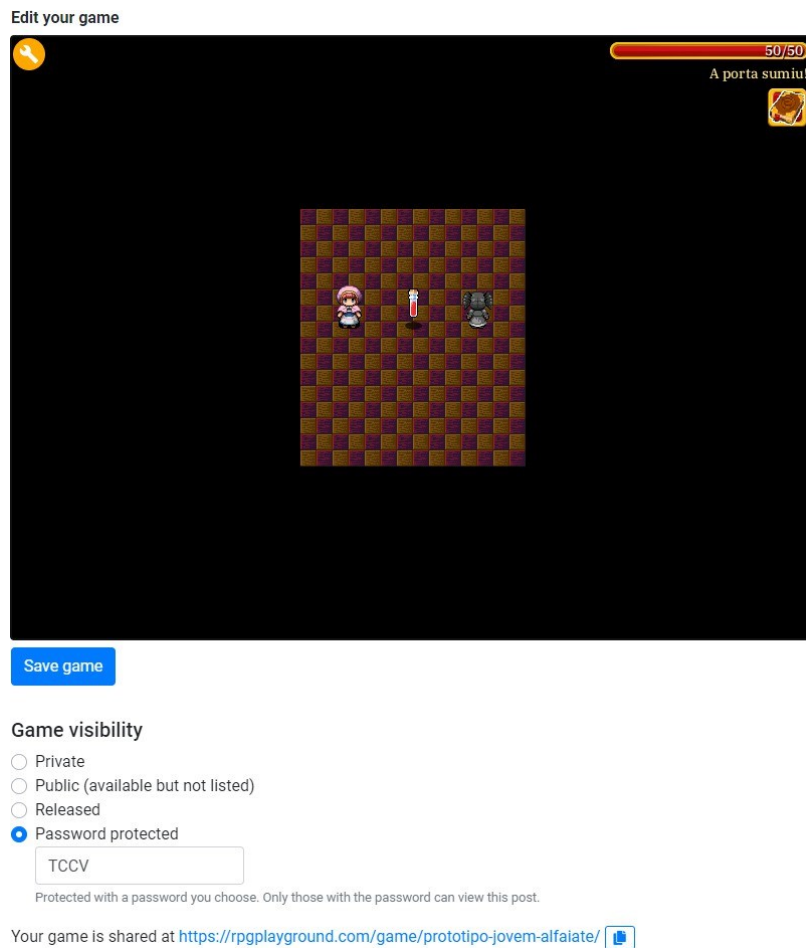 Edit your game
50/50
A porta sumiu!
Save game
Game visibility
Private
Public (available but not listed)
Released
Password protected
TCCV
Protected with a password you choose. Only those with the password can view this post.
Your game is shared at https://rpgplayground.com/game/prototipo-jovem-alfaiate/